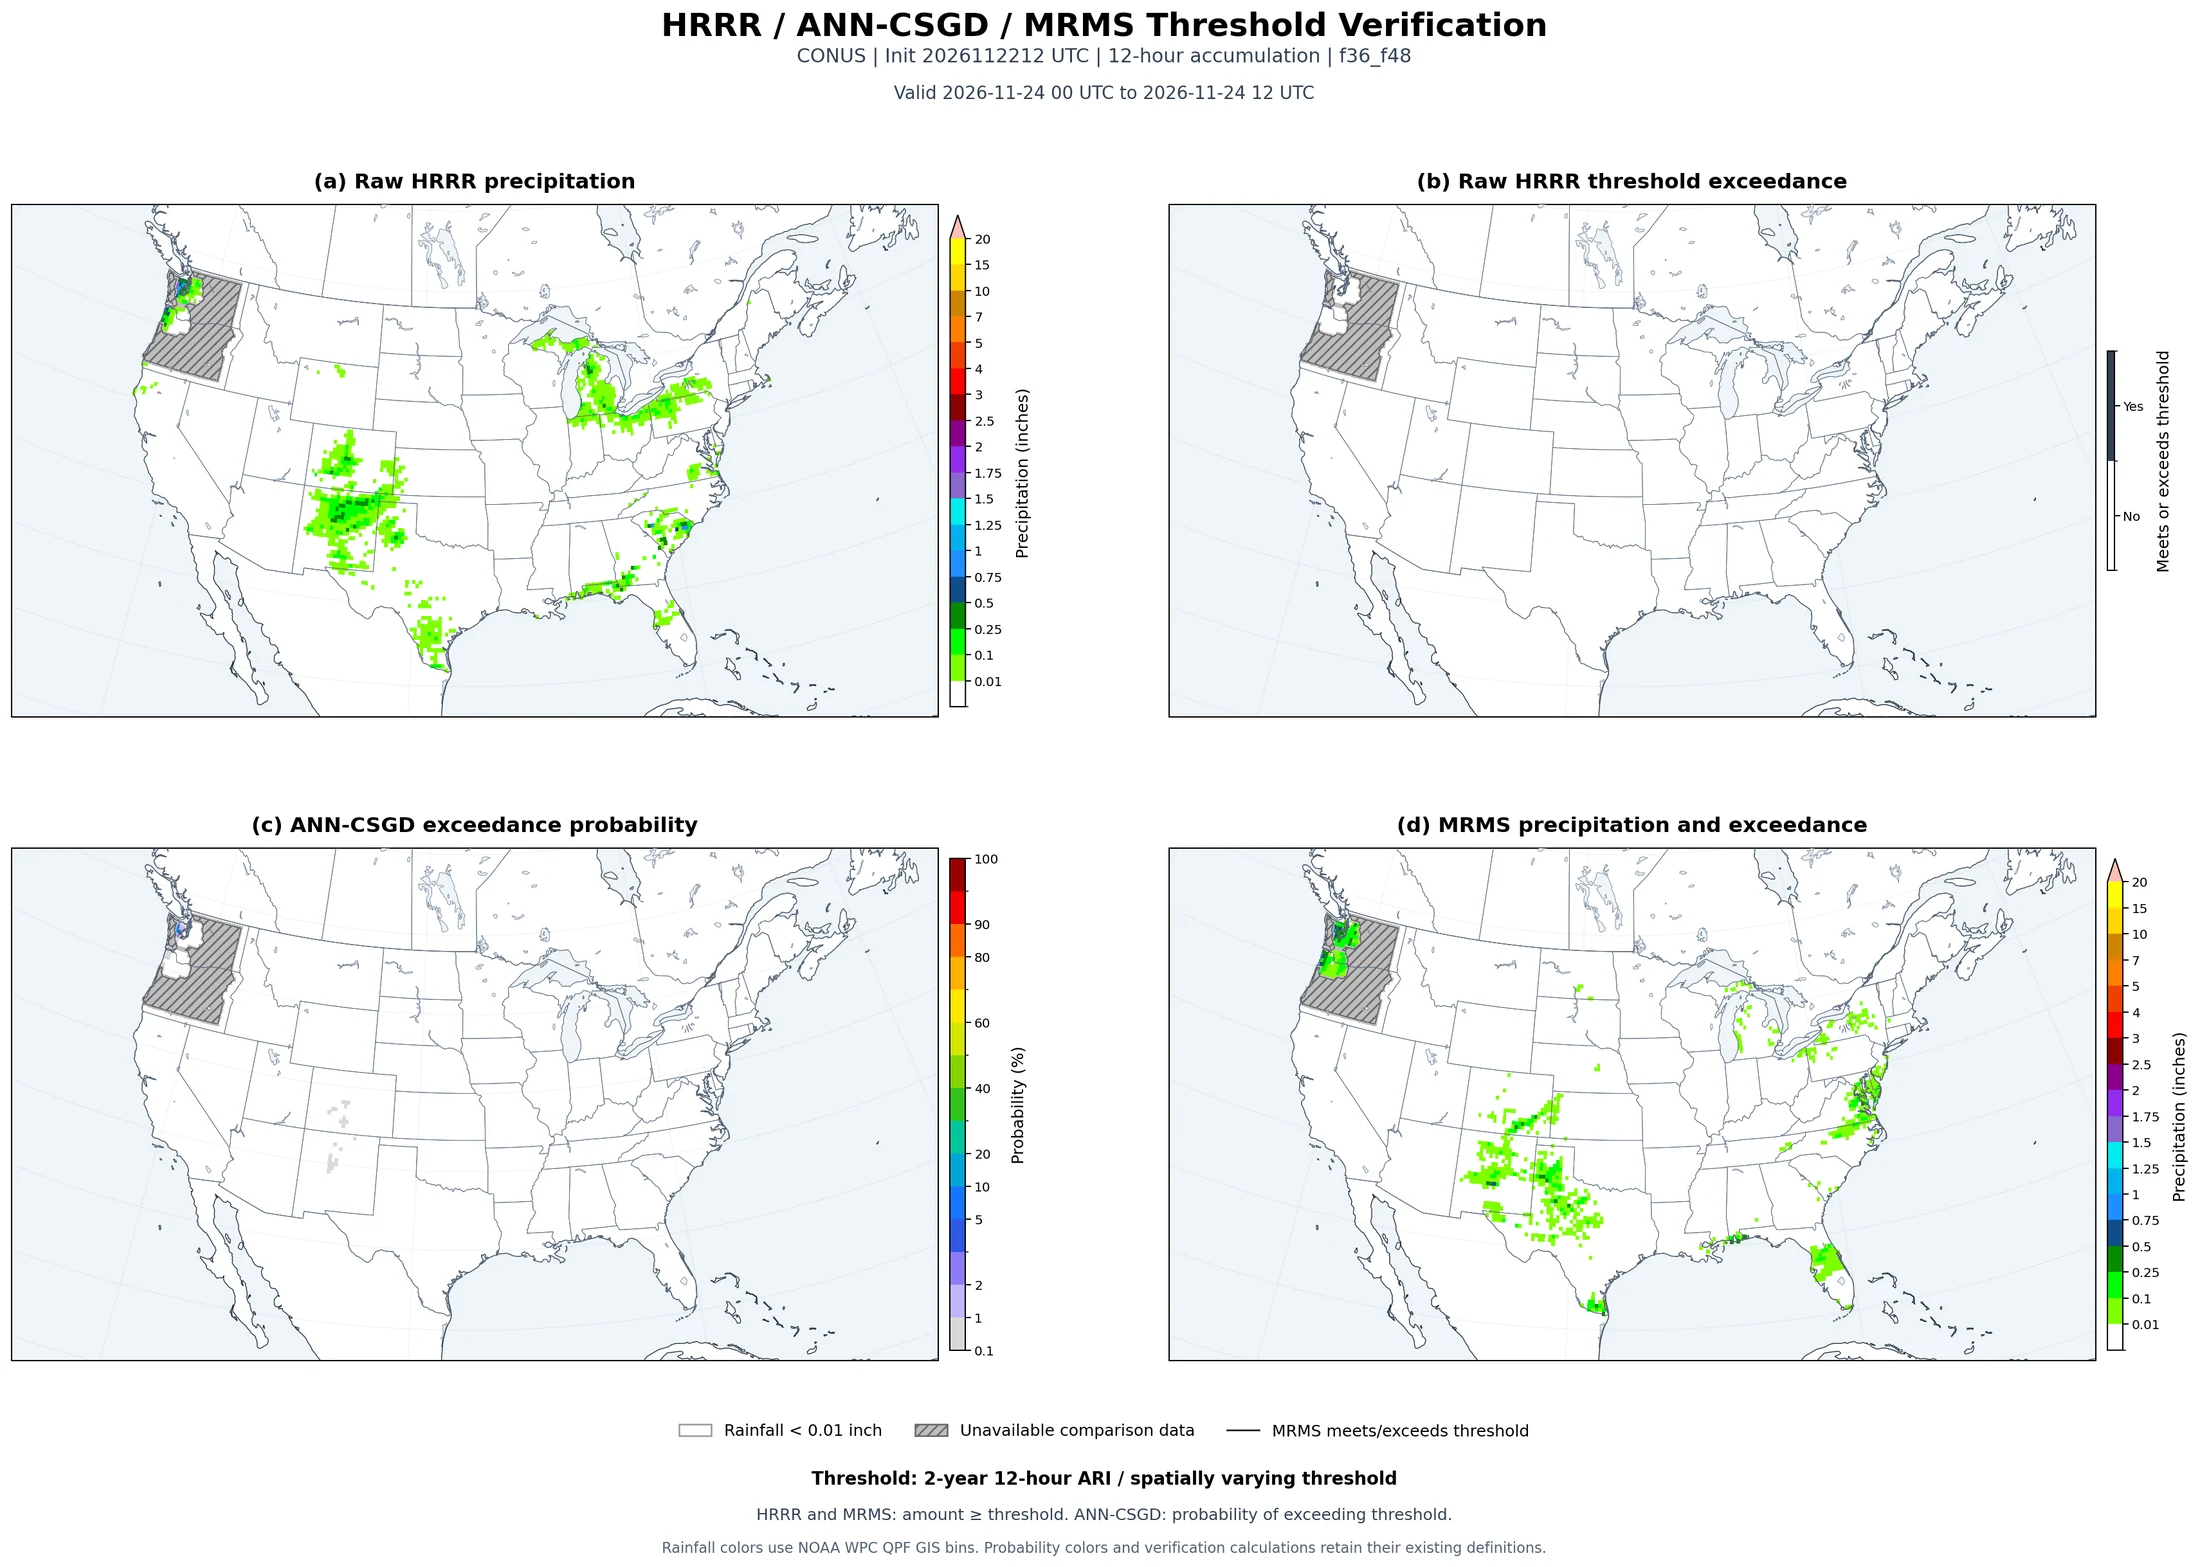 HRRR / ANN-CSGD / MRMS Threshold Verification
CONUS | Init 2026112212 UTC | 12-hour accumulation | f36_f48
Valid 2026-11-24 00 UTC to 2026-11-24 12 UTC
(a) Raw HRRR precipitation
20
15
10
7
5
4
3
2.5
2
1.75
1.5
1.25
1
0.75
0.5
0.25
0.1
0.01
Precipitation (inches)
(b) Raw HRRR threshold exceedance
Yes
No
Meets or exceeds threshold
(c) ANN-CSGD exceedance probability
100
90
80
60
40
20
10
5
2
1
0.1
Probability (%)
(d) MRMS precipitation and exceedance
20
15
10
7
5
4
3
2.5
2
1.75
1.5
1.25
1
0.75
0.5
0.25
0.1
0.01
Precipitation (inches)
Rainfall < 0.01 inch
Unavailable comparison data
MRMS meets/exceeds threshold
Threshold: 2-year 12-hour ARI / spatially varying threshold
HRRR and MRMS: amount ≥ threshold. ANN-CSGD: probability of exceeding threshold.
Rainfall colors use NOAA WPC QPF GIS bins. Probability colors and verification calculations retain their existing definitions.